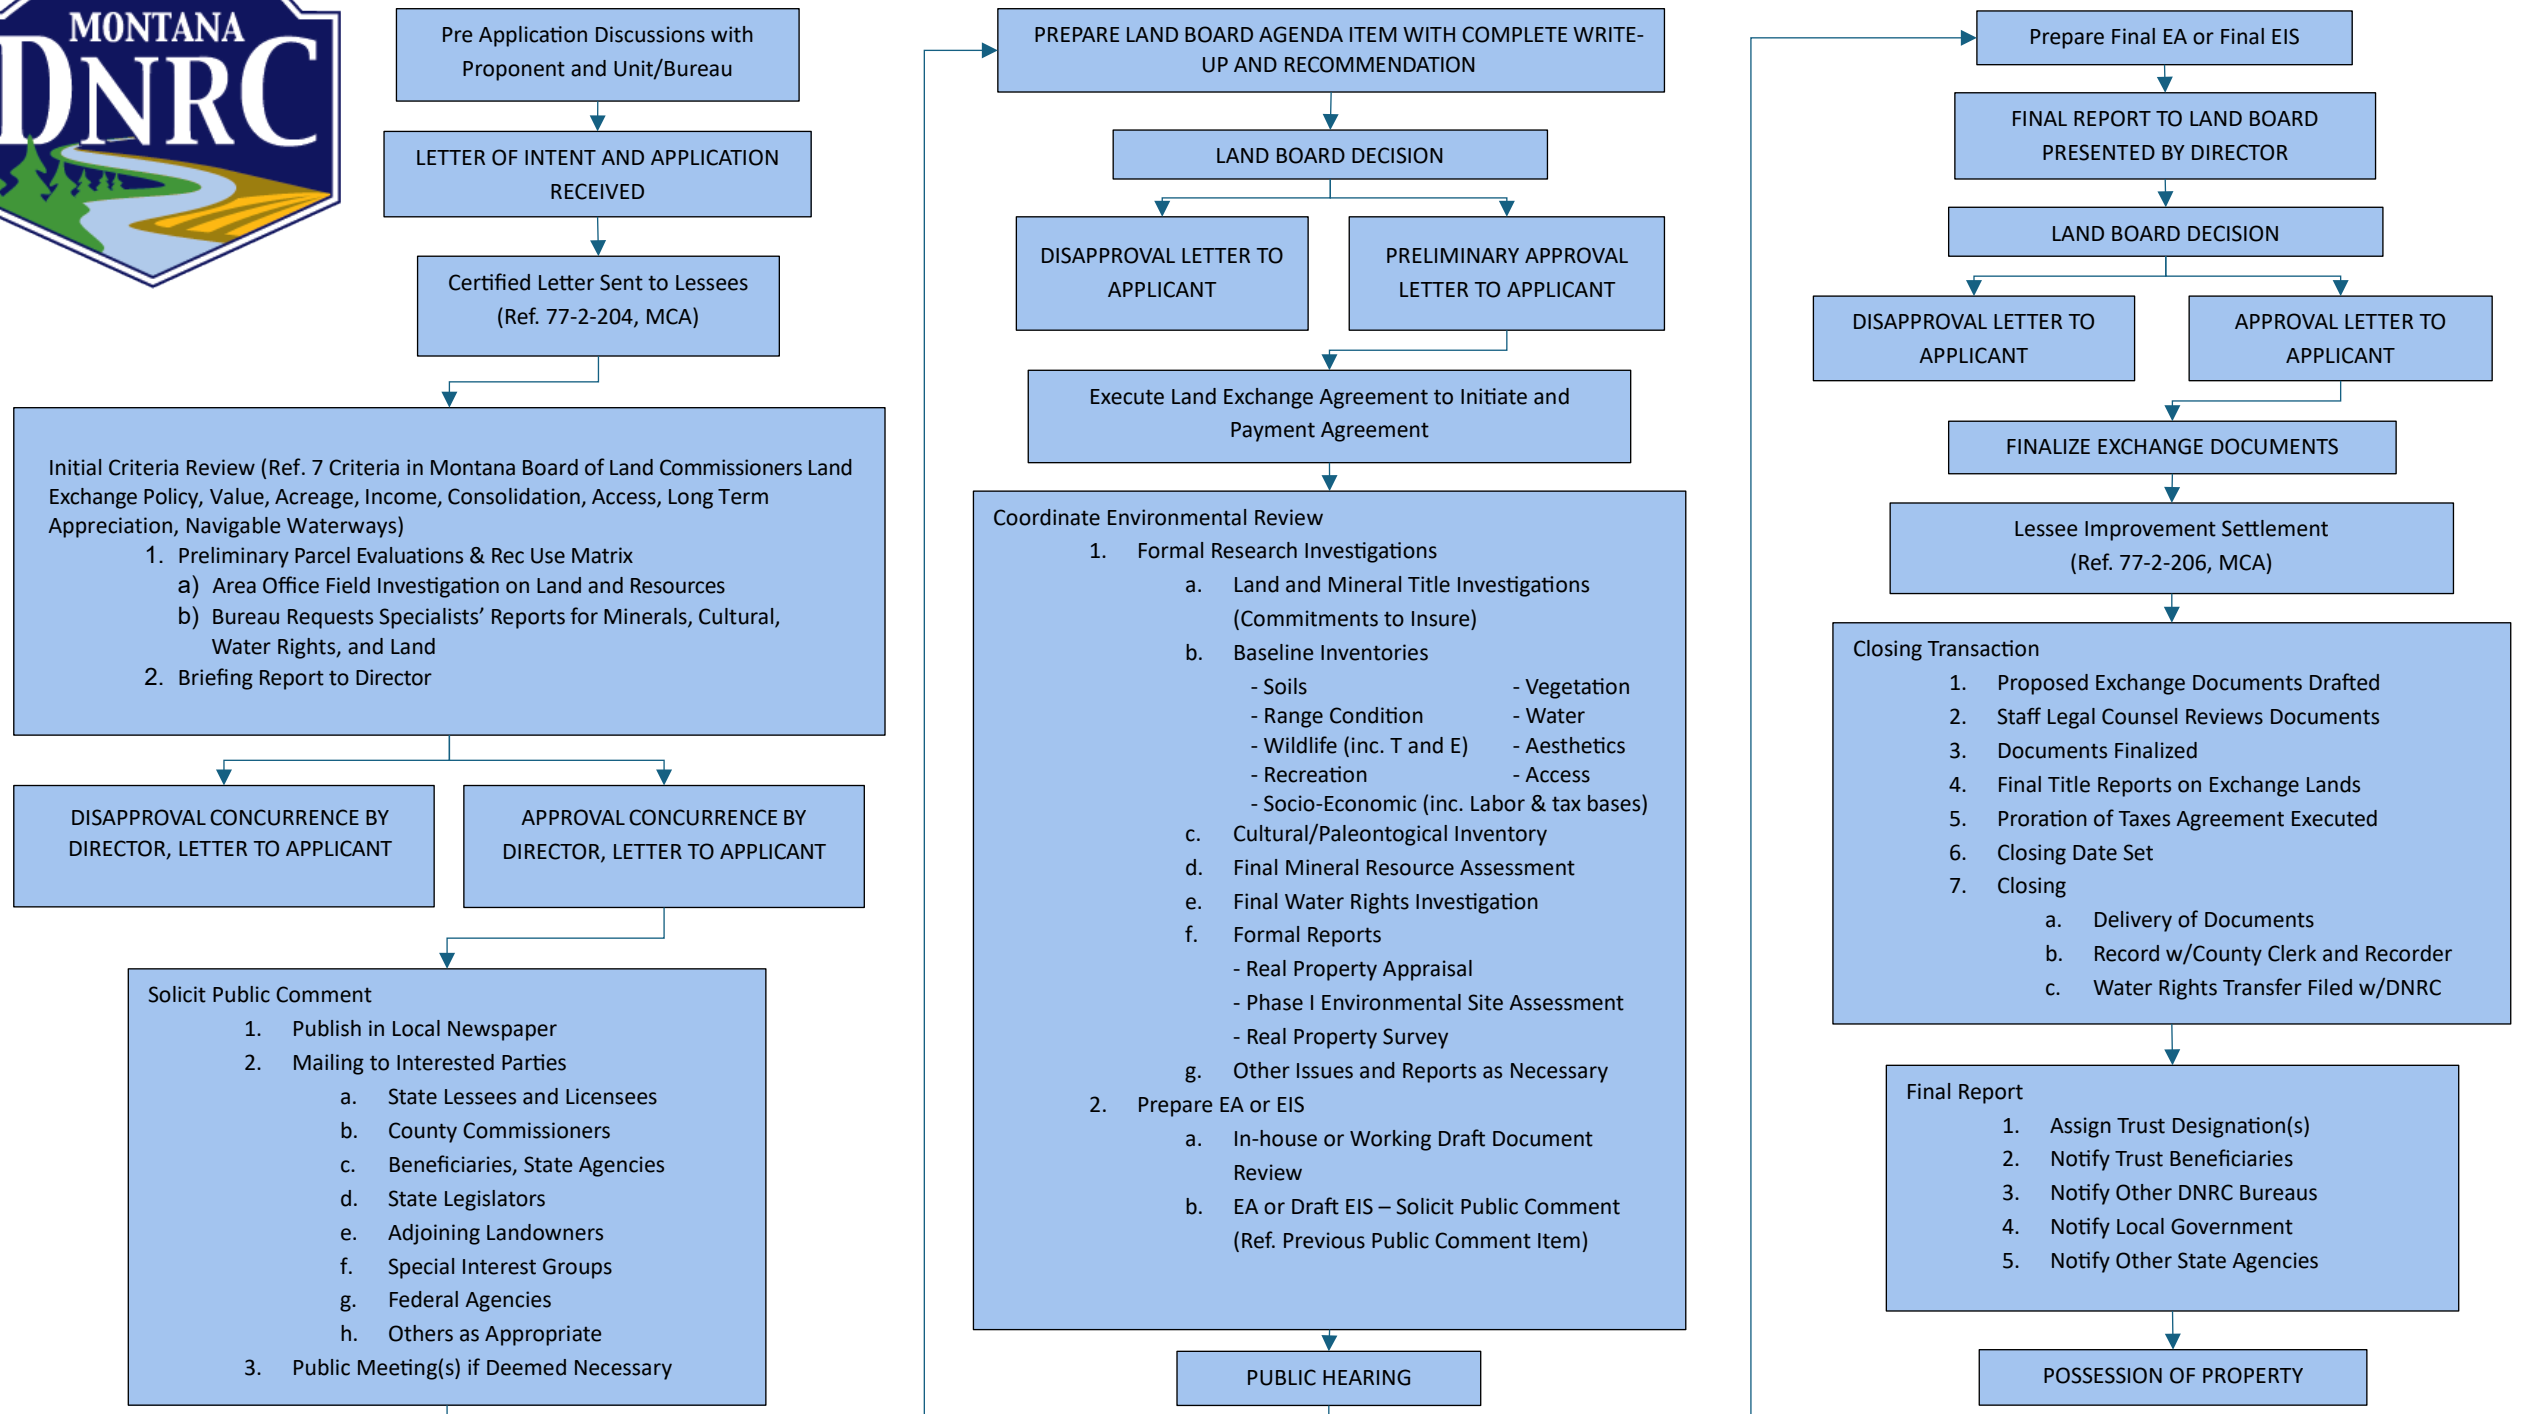 MONTANA
DNRC
Pre Application Discussions with
Proponent and Unit/Bureau
LETTER OF INTENT AND APPLICATION
RECEIVED
Certified Letter Sent to Lessees
(Ref. 77-2-204, MCA)
Initial Criteria Review (Ref. 7 Criteria in Montana Board of Land Commissioners Land
Exchange Policy, Value, Acreage, Income, Consolidation, Access, Long Term
Appreciation, Navigable Waterways)
1. Preliminary Parcel Evaluations & Rec Use Matrix
a) Area Office Field Investigation on Land and Resources
b) Bureau Requests Specialists’ Reports for Minerals, Cultural,
Water Rights, and Land
2. Briefing Report to Director
DISAPPROVAL CONCURRENCE BY
DIRECTOR, LETTER TO APPLICANT
APPROVAL CONCURRENCE BY
DIRECTOR, LETTER TO APPLICANT
Solicit Public Comment
1. Publish in Local Newspaper
2. Mailing to Interested Parties
a. State Lessees and Licensees
b. County Commissioners
c. Beneficiaries, State Agencies
d. State Legislators
e. Adjoining Landowners
f. Special Interest Groups
g. Federal Agencies
h. Others as Appropriate
3. Public Meeting(s) if Deemed Necessary
PREPARE LAND BOARD AGENDA ITEM WITH COMPLETE WRITE-
UP AND RECOMMENDATION
LAND BOARD DECISION
DISAPPROVAL LETTER TO
APPLICANT
PRELIMINARY APPROVAL
LETTER TO APPLICANT
Execute Land Exchange Agreement to Initiate and
Payment Agreement
Coordinate Environmental Review
1. Formal Research Investigations
a. Land and Mineral Title Investigations
(Commitments to Insure)
b. Baseline Inventories
- Soils - Vegetation
- Range Condition - Water
- Wildlife (inc. T and E) - Aesthetics
- Recreation - Access
- Socio-Economic (inc. Labor & tax bases)
c. Cultural/Paleontogical Inventory
d. Final Mineral Resource Assessment
e. Final Water Rights Investigation
f. Formal Reports
- Real Property Appraisal
- Phase I Environmental Site Assessment
- Real Property Survey
g. Other Issues and Reports as Necessary
2. Prepare EA or EIS
a. In-house or Working Draft Document
Review
b. EA or Draft EIS – Solicit Public Comment
(Ref. Previous Public Comment Item)
PUBLIC HEARING
Prepare Final EA or Final EIS
FINAL REPORT TO LAND BOARD
PRESENTED BY DIRECTOR
LAND BOARD DECISION
DISAPPROVAL LETTER TO
APPLICANT
APPROVAL LETTER TO
APPLICANT
FINALIZE EXCHANGE DOCUMENTS
Lessee Improvement Settlement
(Ref. 77-2-206, MCA)
Closing Transaction
1. Proposed Exchange Documents Drafted
2. Staff Legal Counsel Reviews Documents
3. Documents Finalized
4. Final Title Reports on Exchange Lands
5. Proration of Taxes Agreement Executed
6. Closing Date Set
7. Closing
a. Delivery of Documents
b. Record w/County Clerk and Recorder
c. Water Rights Transfer Filed w/DNRC
Final Report
1. Assign Trust Designation(s)
2. Notify Trust Beneficiaries
3. Notify Other DNRC Bureaus
4. Notify Local Government
5. Notify Other State Agencies
POSSESSION OF PROPERTY